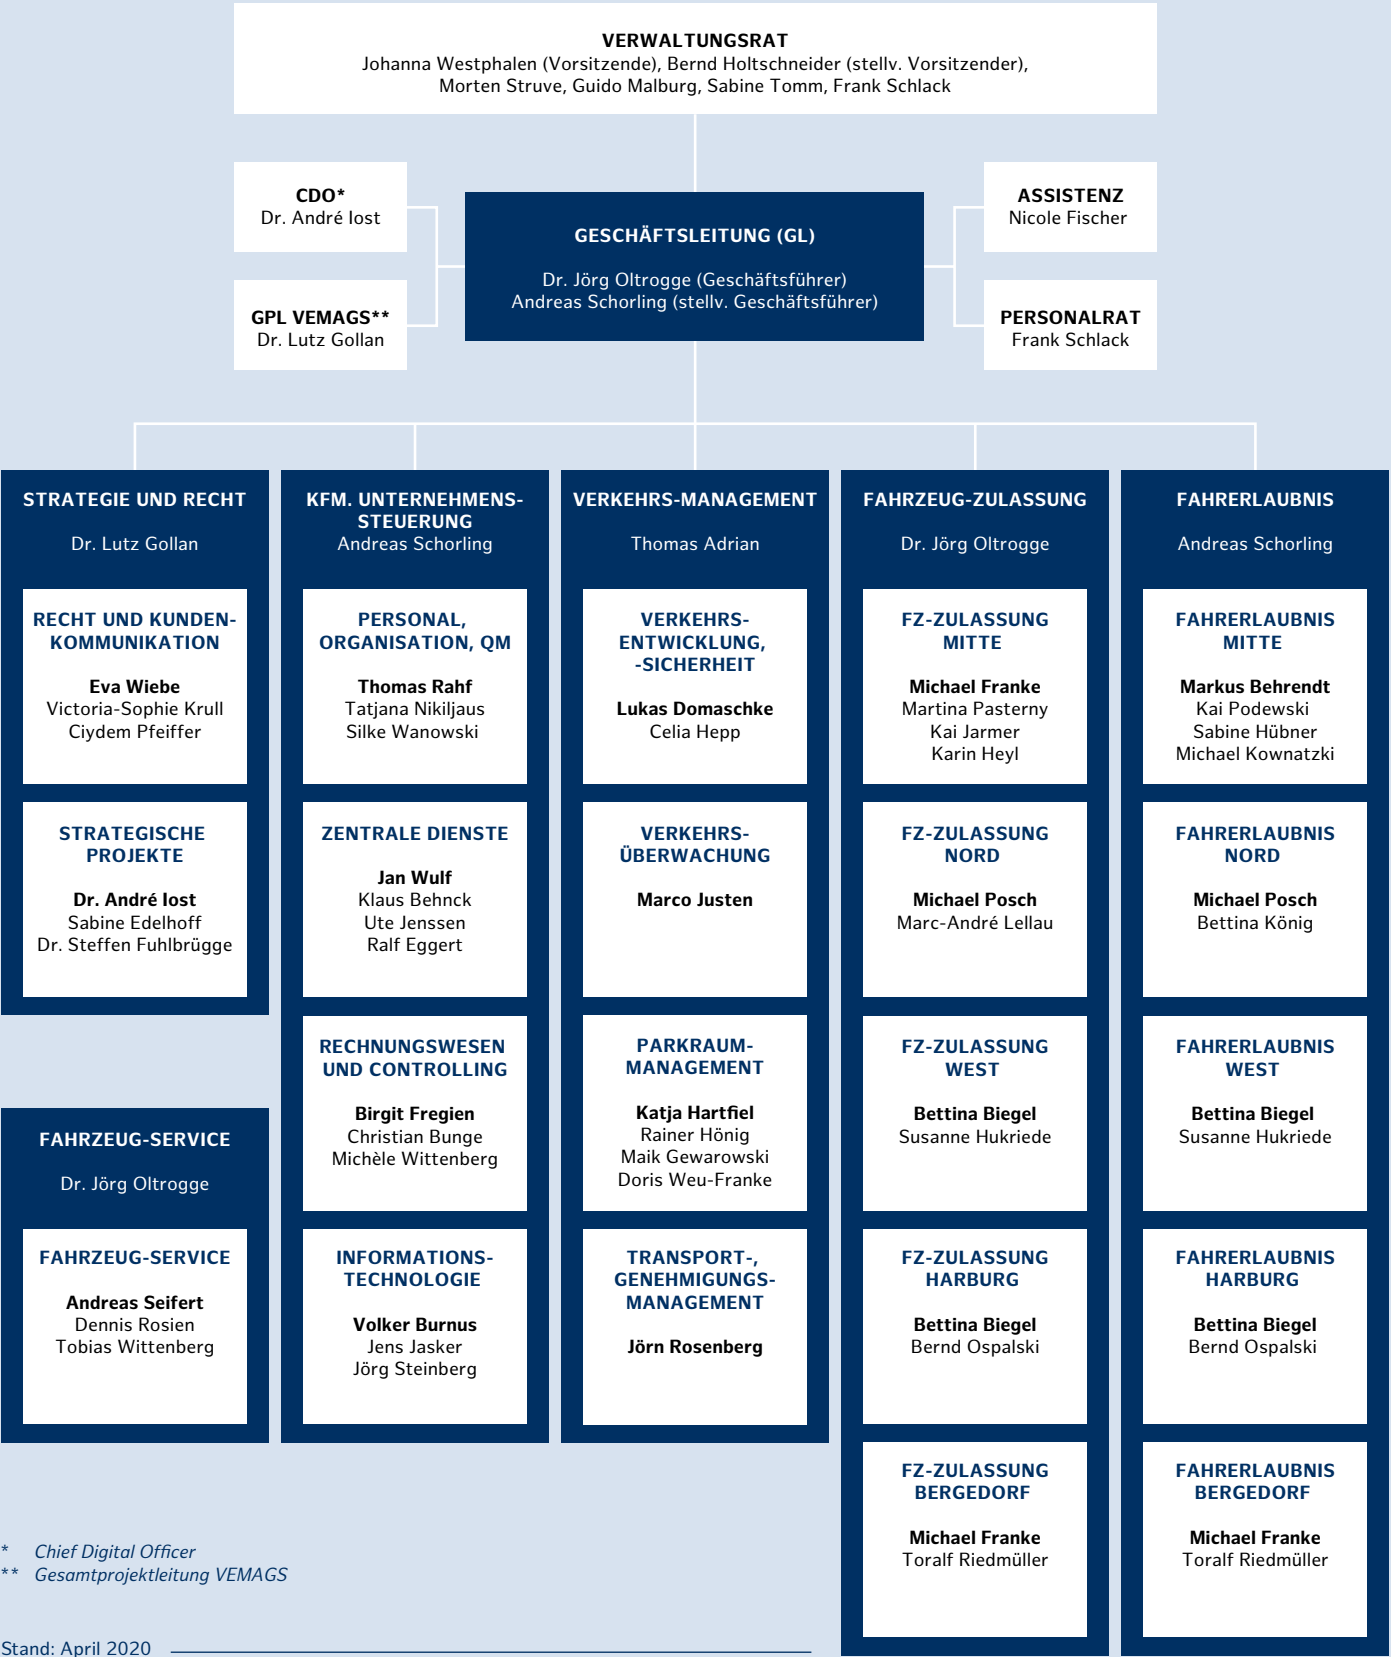 VERWALTUNGSRAT
Johanna Westphalen (Vorsitzende), Bernd Holtschneider (stellv. Vorsitzender),
Morten Struve, Guido Malburg, Sabine Tomm, Frank Schlack
CDO*
Dr. André Iost
GPL VEMAGS**
Dr. Lutz Gollan
GESCHÄFTSLEITUNG (GL)
Dr. Jörg Oltrogge (Geschäftsführer)
Andreas Schorling (stellv. Geschäftsführer)
ASSISTENZ
Nicole Fischer
PERSONALRAT
Frank Schlack
STRATEGIE UND RECHT
Dr. Lutz Gollan
RECHT UND KUNDEN-
KOMMUNIKATION
Eva Wiebe
Victoria-Sophie Krull
Ciydem Pfeiffer
STRATEGISCHE
PROJEKTE
Dr. André Iost
Sabine Edelhoff
Dr. Steffen Fuhlbrügge
FAHRZEUG-SERVICE
Dr. Jörg Oltrogge
FAHRZEUG-SERVICE
Andreas Seifert
Dennis Rosien
Tobias Wittenberg
KFM. UNTERNEHMENS-
STEUERUNG
Andreas Schorling
PERSONAL,
ORGANISATION, QM
Thomas Rahf
Tatjana Nikiljaus
Silke Wanowski
ZENTRALE DIENSTE
Jan Wulf
Klaus Behnck
Ute Jenssen
Ralf Eggert
RECHNUNGSWESEN
UND CONTROLLING
Birgit Fregien
Christian Bunge
Michèle Wittenberg
INFORMATIONS-
TECHNOLOGIE
Volker Burnus
Jens Jasker
Jörg Steinberg
VERKEHRS-MANAGEMENT
Thomas Adrian
VERKEHRS-
ENTWICKLUNG,
-SICHERHEIT
Lukas Domaschke
Celia Hepp
VERKEHRS-
ÜBERWACHUNG
Marco Justen
PARKRAUM-
MANAGEMENT
Katja Hartfiel
Rainer Hönig
Maik Gewarowski
Doris Weu-Franke
TRANSPORT-,
GENEHMIGUNGS-
MANAGEMENT
Jörn Rosenberg
FAHRZEUG-ZULASSUNG
Dr. Jörg Oltrogge
FZ-ZULASSUNG
MITTE
Michael Franke
Martina Pasterny
Kai Jarmer
Karin Heyl
FZ-ZULASSUNG
NORD
Michael Posch
Marc-André Lellau
FZ-ZULASSUNG
WEST
Bettina Biegel
Susanne Hukriede
FZ-ZULASSUNG
HARBURG
Bettina Biegel
Bernd Ospalski
FZ-ZULASSUNG
BERGEDORF
Michael Franke
Toralf Riedmüller
FAHRERLAUBNIS
Andreas Schorling
FAHRERLAUBNIS
MITTE
Markus Behrendt
Kai Podewski
Sabine Hübner
Michael Kownatzki
FAHRERLAUBNIS
NORD
Michael Posch
Bettina König
FAHRERLAUBNIS
WEST
Bettina Biegel
Susanne Hukriede
FAHRERLAUBNIS
HARBURG
Bettina Biegel
Bernd Ospalski
FAHRERLAUBNIS
BERGEDORF
Michael Franke
Toralf Riedmüller
* Chief Digital Officer
** Gesamtprojektleitung VEMAGS
Stand: April 2020